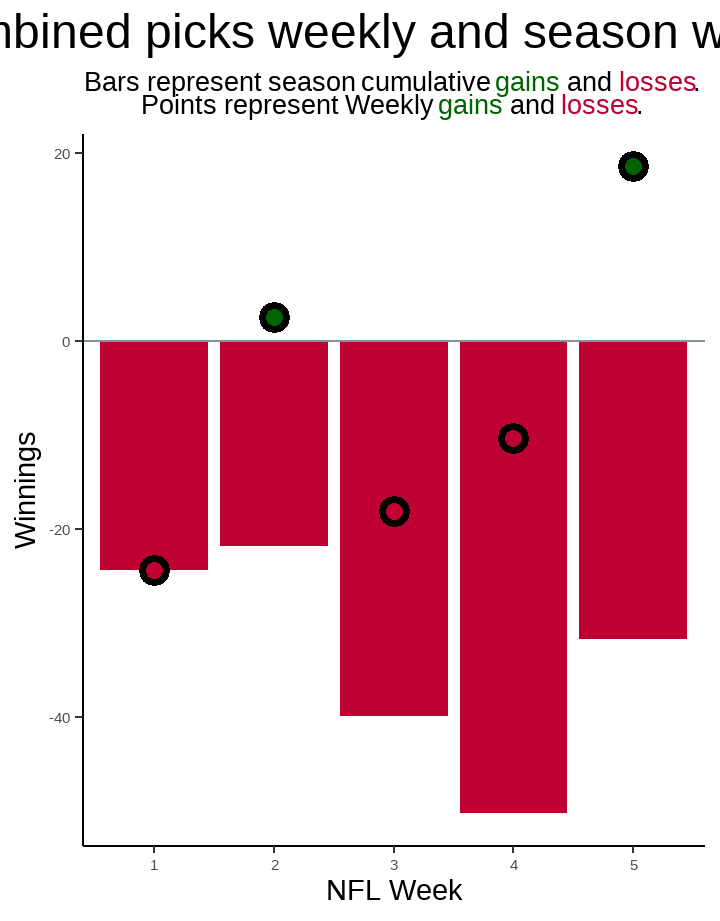 mbined picks weekly and season w
Bars represent season cumulative gains and losses.
Points represent Weekly gains and losses.
20
0
-20
-40
Winnings
1 2 3 4 5
NFL Week